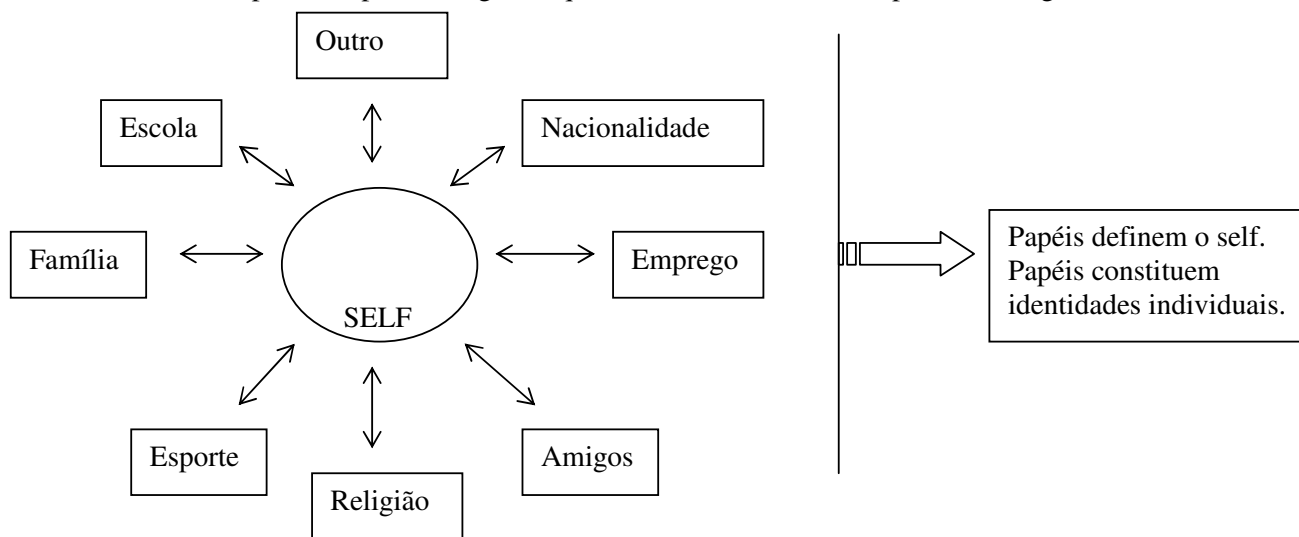 Outro
Escola
Nacionalidade
Família
Emprego
SELF
Esporte
Amigos
Religião
Papéis definem o self.
Papéis constituem
identidades individuais.